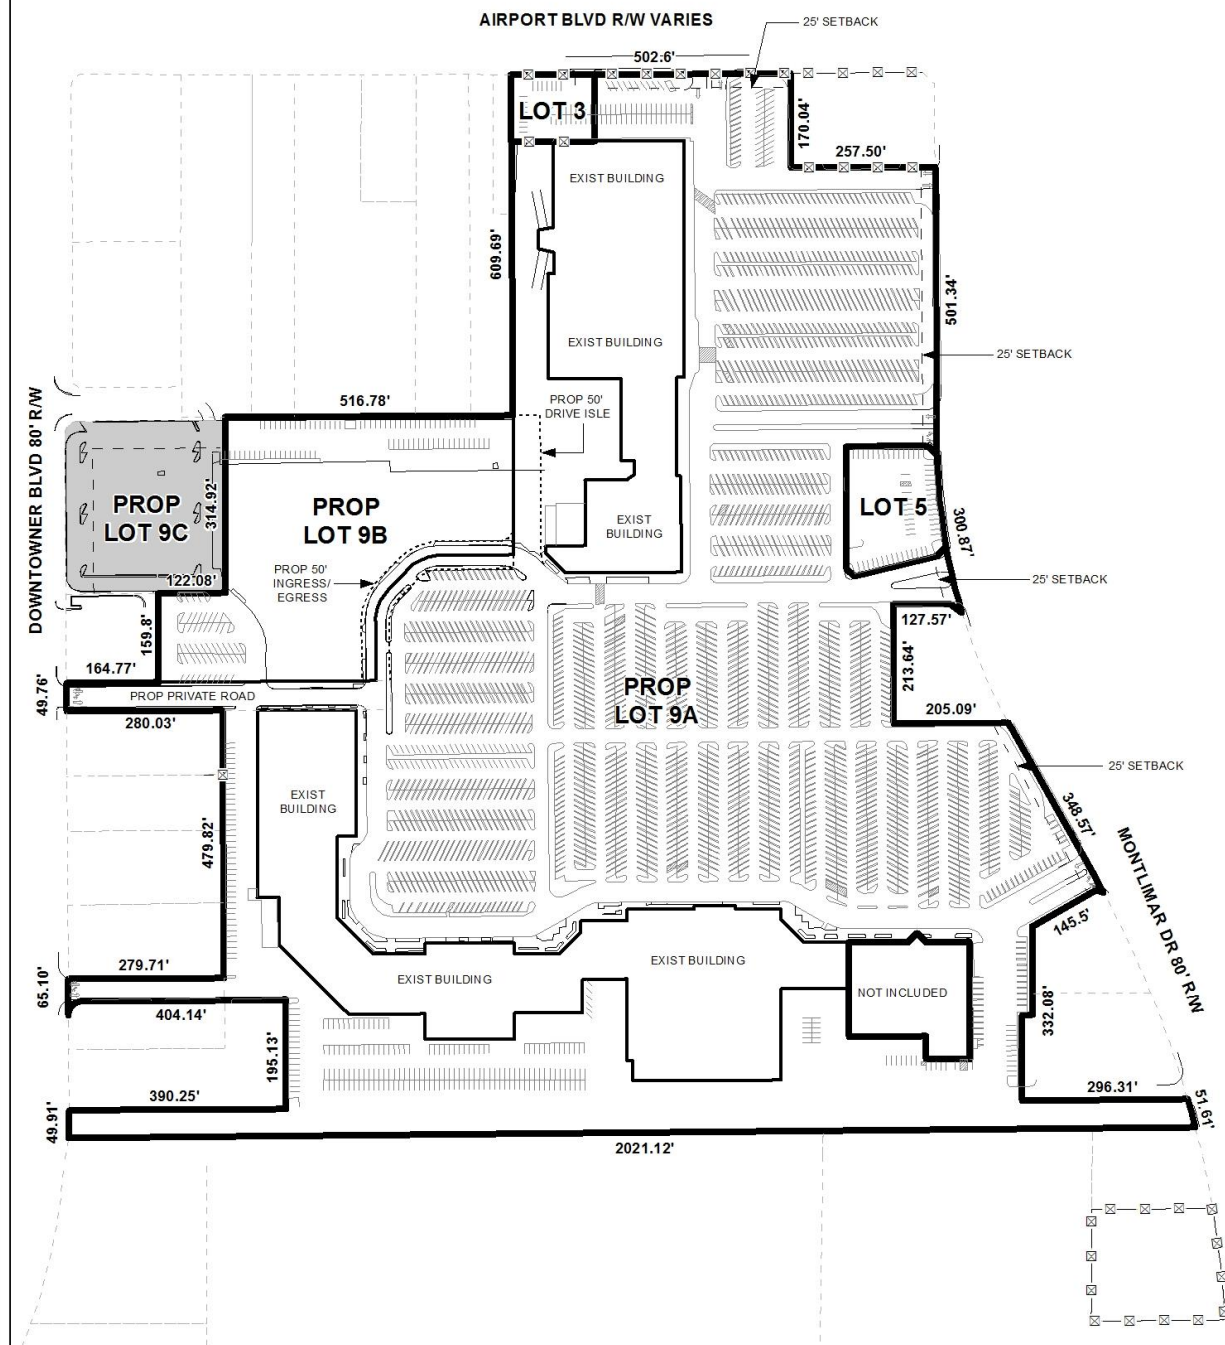 AIRPORT BLVD R/W VARIES
25' SETBACK
502.6'
LOT 3
170.04'
257.50'
EXIST BUILDING
609.69'
501.34'
EXIST BUILDING
25' SETBACK
516.78'
PROP 50'
DRIVE ISLE
DOWNTOWNER BLVD 80' R/W
PROP
LOT 9C
314.92'
PROP
LOT 9B
EXIST
BUILDING
LOT 5
300.87'
122.08'
PROP 50'
INGRESS/
EGRESS
25' SETBACK
159.8'
127.57'
213.64'
164.77'
49.76'
PROP PRIVATE ROAD
PROP
LOT 9A
280.03'
205.09'
25' SETBACK
EXIST
BUILDING
479.82'
348.57'
MONTLIMAR DR 80' R/W
145.5'
279.71'
65.10'
EXIST BUILDING
EXIST BUILDING
NOT INCLUDED
404.14'
195.13'
332.08'
390.25'
49.91'
296.31'
51.61'
2021.12'